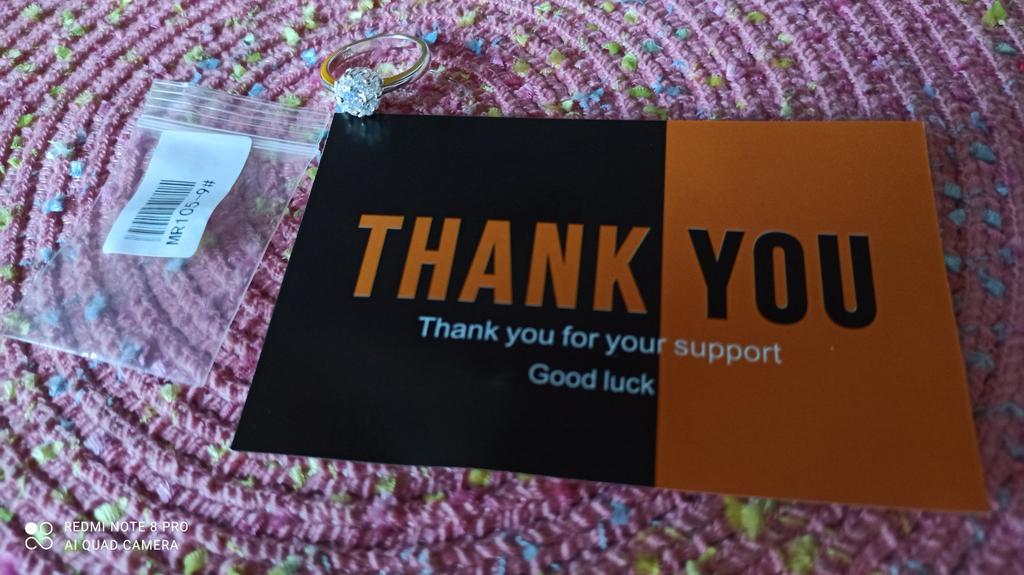 MR105-9#
THANK YOU
Thank you for your support
Good luck
REDMI NOTE 8 PRO
AI QUAD CAMERA